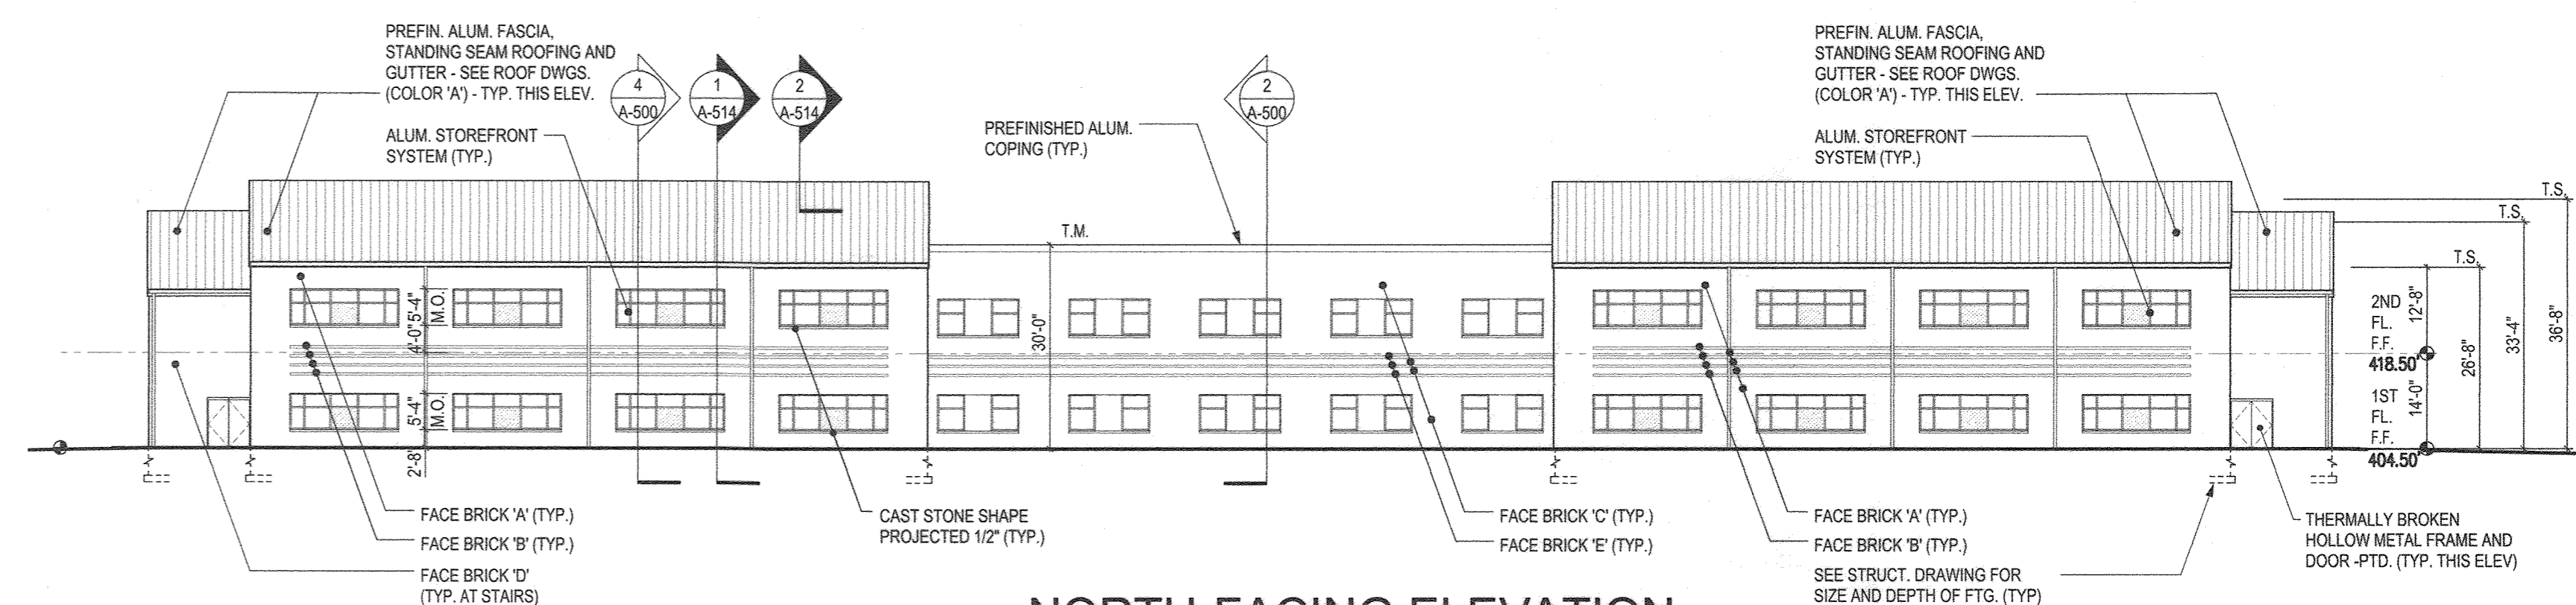 PREFIN. ALUM. FASCIA,
STANDING SEAM ROOFING AND
GUTTER - SEE ROOF DWGS.
(COLOR 'A') - TYP. THIS ELEV.
ALUM. STOREFRONT
SYSTEM (TYP.)
4
A-500
1
A-514
2
A-514
PREFINISHED ALUM.
COPING (TYP.)
2
A-500
PREFIN. ALUM. FASCIA,
STANDING SEAM ROOFING AND
GUTTER - SEE ROOF DWGS.
(COLOR 'A') - TYP. THIS ELEV.
ALUM. STOREFRONT
SYSTEM (TYP.)
T.M.
30'-0"
5'-4"
M.O.
4'-0"
5'-4"
M.O.
2'-8"
T.S.
T.S.
T.S.
2ND
FL.
F.F.
418.50'
12'-8"
1ST
FL.
F.F.
404.50'
14'-0"
26'-8"
33'-4"
36'-8"
FACE BRICK 'A' (TYP.)
FACE BRICK 'B' (TYP.)
FACE BRICK 'D'
(TYP. AT STAIRS)
CAST STONE SHAPE
PROJECTED 1/2" (TYP.)
FACE BRICK 'C' (TYP.)
FACE BRICK 'E' (TYP.)
FACE BRICK 'A' (TYP.)
FACE BRICK 'B' (TYP.)
SEE STRUCT. DRAWING FOR
SIZE AND DEPTH OF FTG. (TYP)
THERMALLY BROKEN
HOLLOW METAL FRAME AND
DOOR -PTD. (TYP. THIS ELEV)
NORTH FACING ELEVATION